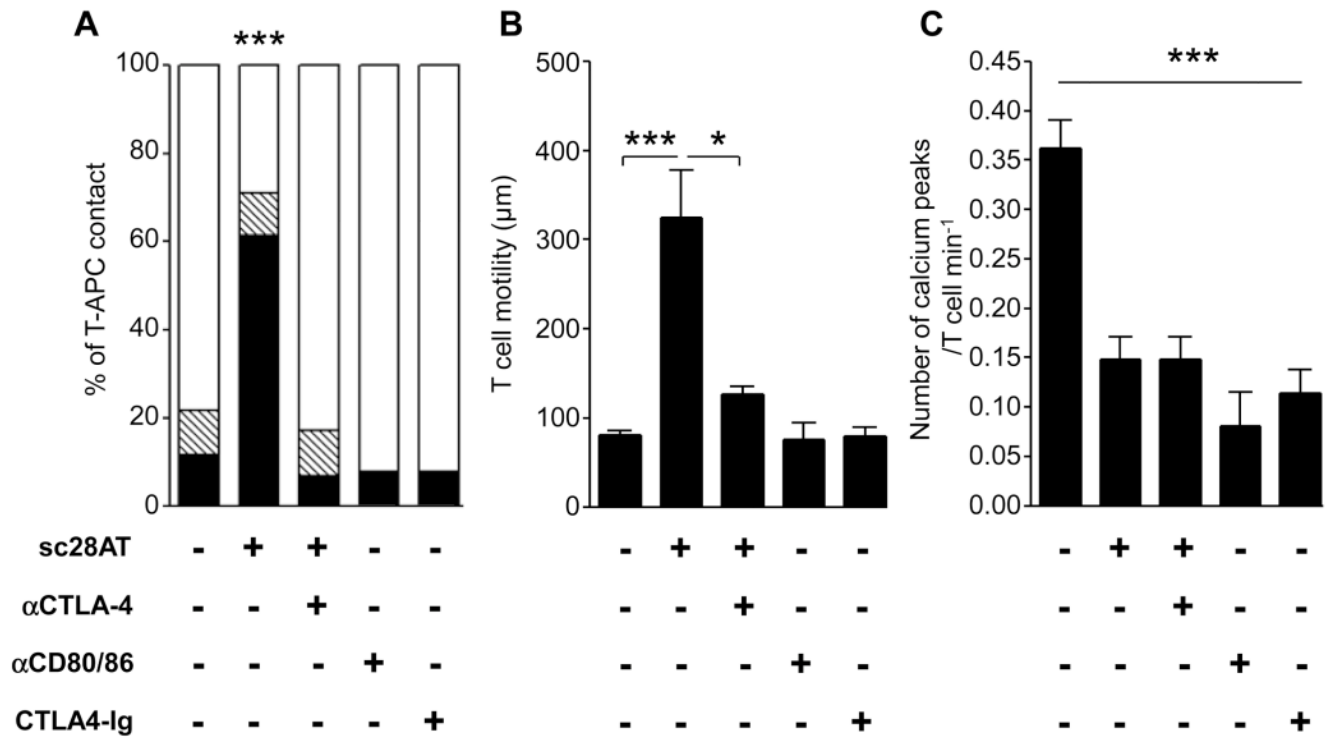 A
B
C
***
% of T-APC contact
100
80
60
40
20
0
T cell motility (µm)
500
400
300
200
100
0
*** *
Number of calcium peaks
/T cell min-1
0.45
0.40
0.35
0.30
0.25
0.20
0.15
0.10
0.05
0.00
***
sc28AT - + + - - - + + - - - + + - -
αCTLA-4 - - + - - - - + - - - - + - -
αCD80/86 - - - + - - - - + - - - - + -
CTLA4-Ig - - - - + - - - - + - - - - +